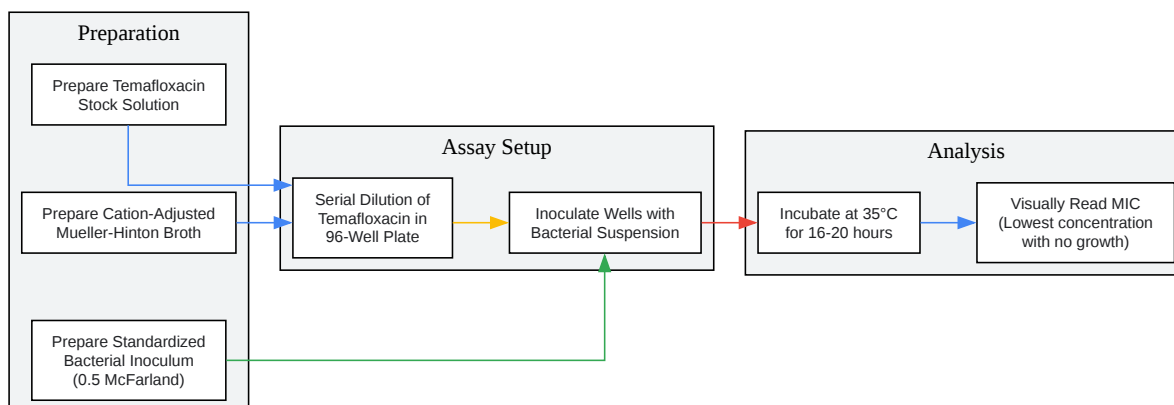 Preparation
Prepare Temafloxacin
Stock Solution
Prepare Cation-Adjusted
Mueller-Hinton Broth
Prepare Standardized
Bacterial Inoculum
(0.5 McFarland)
Assay Setup
Serial Dilution of
Temafloxacin in
96-Well Plate
Inoculate Wells with
Bacterial Suspension
Analysis
Incubate at 35°C
for 16-20 hours
Visually Read MIC
(Lowest concentration
with no growth)